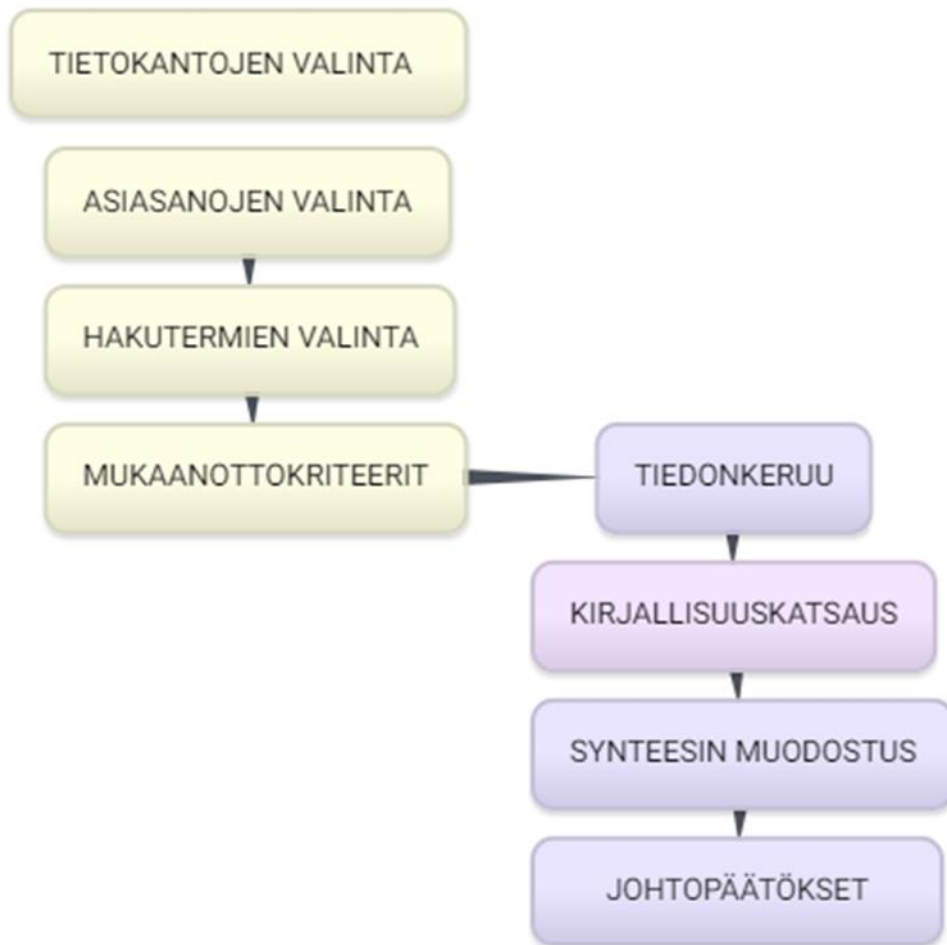 TIETOKANTOJEN VALINTA
ASIASANOJEN VALINTA
HAKUTERMIEN VALINTA
MUKAANOTTOKRITEERIT
TIEDONKERUU
KIRJALLISUUSKATSAUS
SYNTEESIN MUODOSTUS
JOHTOPÄÄTÖKSET